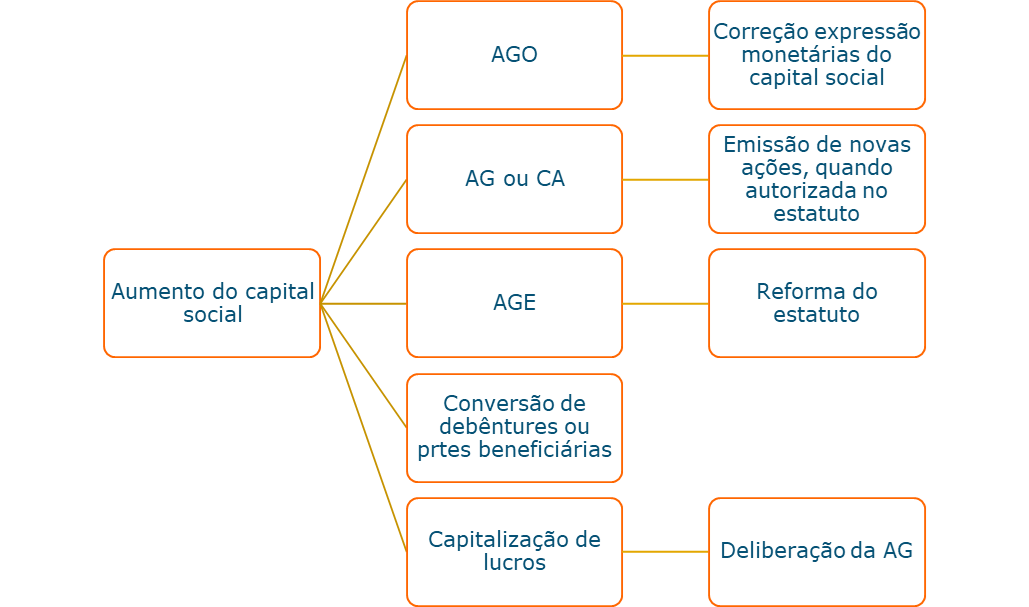 AGO
Correção expressão
monetárias do
capital social
AG ou CA
Emissão de novas
ações, quando
autorizada no
estatuto
Aumento do capital
social
AGE
Reforma do
estatuto
Conversão de
debêntures ou
prtes beneficiárias
Capitalização de
lucros
Deliberação da AG